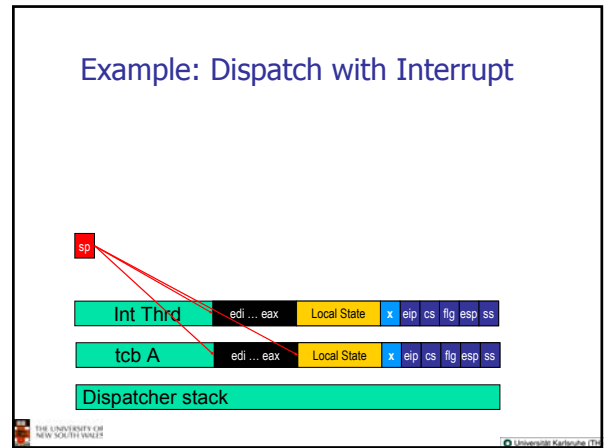 Example: Dispatch with Interrupt
sp
Int Thrd edi ... eax Local State x eip cs flg esp ss
tcb A edi ... eax Local State x eip cs flg esp ss
Dispatcher stack
THE UNIVERSITY OF
NEW SOUTH WALES
Universität Karlsruhe (TH